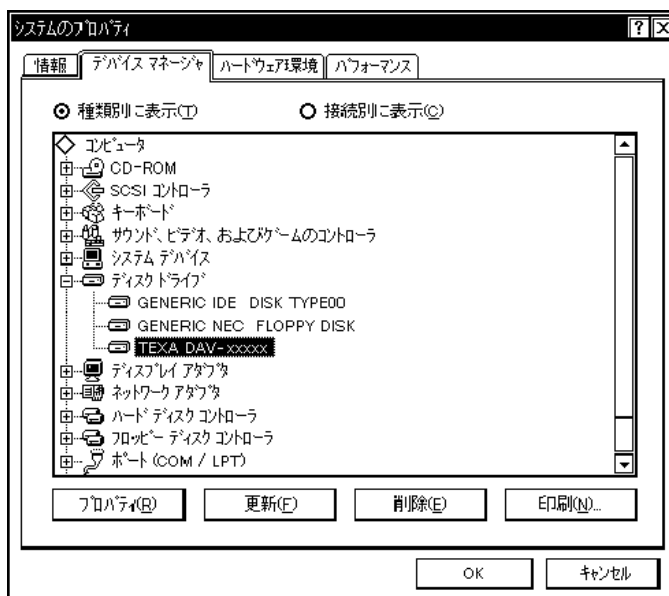 システムのプロパティ
情報 デバイス マネージャ ハードウェア環境 パフォーマンス
種類別に表示(T) 接続別に表示(C)
コンピュータ
CD-ROM
SCSI コントローラ
キーボード
サウンド、ビデオ、およびゲームのコントローラ
システム デバイス
ディスク ドライブ
GENERIC IDE DISK TYPE00
GENERIC NEC FLOPPY DISK
TEXA DAV-xxxxx
ディスプレイ アダプタ
ネットワーク アダプタ
ハード ディスク コントローラ
フロッピー ディスク コントローラ
ポート (COM / LPT)
プロパティ(R) 更新(F) 削除(E) 印刷(N)...
OK キャンセル